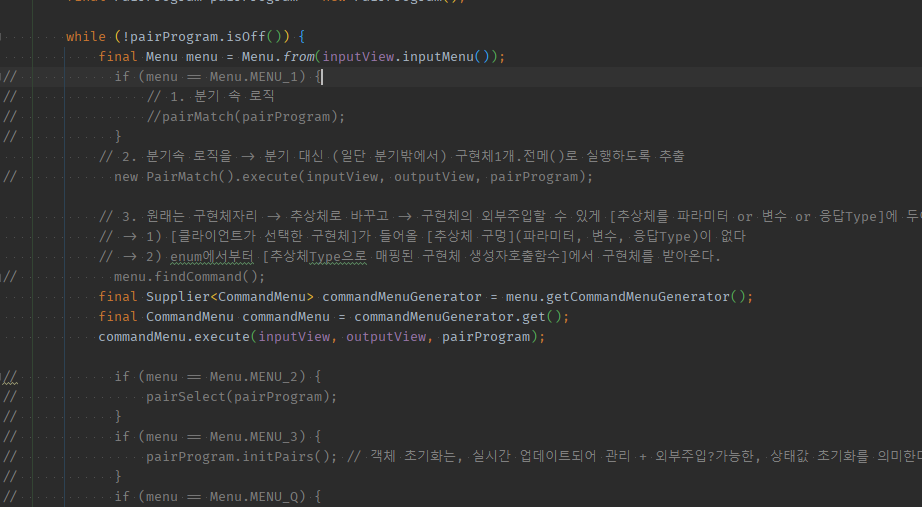 final PairProgram pairProgram = new PairProgram();
while (!pairProgram.isOff()) {
final Menu menu = Menu.from(inputView.inputMenu());
// if (menu == Menu.MENU_1) {
// // 1. 분기 속 로직
// //pairMatch(pairProgram);
// }
// 2. 분기속 로직을 -> 분기 대신 (일단 분기밖에서) 구현체1개.전메()로 실행하도록 추출
// new PairMatch().execute(inputView, outputView, pairProgram);
// 3. 원래는 구현체자리 -> 추상체로 바꾸고 -> 구현체의 외부주입할 수 있게 [추상체를 파라미터 or 변수 or 응답Type]에 두
// -> 1) [클라이언트가 선택한 구현체]가 들어올 [추상체 구멍](파라미터, 변수, 응답Type)이 없다
// -> 2) enum에서부터 [추상체Type으로 매핑된 구현체 생성자호출함수]에서 구현체를 받아온다.
// menu.findCommand();
final Supplier<CommandMenu> commandMenuGenerator = menu.getCommandMenuGenerator();
final CommandMenu commandMenu = commandMenuGenerator.get();
commandMenu.execute(inputView, outputView, pairProgram);
// if (menu == Menu.MENU_2) {
// pairSelect(pairProgram);
// }
// if (menu == Menu.MENU_3) {
// pairProgram.initPairs(); // 객체 초기화는, 실시간 업데이트되어 관리 + 외부주입?가능한, 상태값 초기화를 의미한
// }
// if (menu == Menu.MENU_Q) {